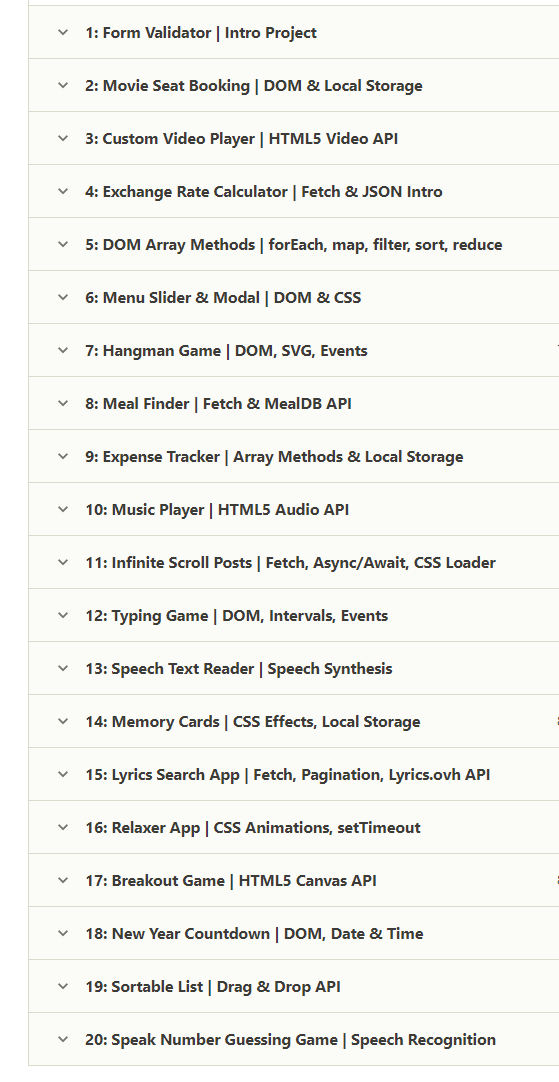 1: Form Validator | Intro Project
2: Movie Seat Booking | DOM & Local Storage
3: Custom Video Player | HTML5 Video API
4: Exchange Rate Calculator | Fetch & JSON Intro
5: DOM Array Methods | forEach, map, filter, sort, reduce
6: Menu Slider & Modal | DOM & CSS
7: Hangman Game | DOM, SVG, Events
8: Meal Finder | Fetch & MealDB API
9: Expense Tracker | Array Methods & Local Storage
10: Music Player | HTML5 Audio API
11: Infinite Scroll Posts | Fetch, Async/Await, CSS Loader
12: Typing Game | DOM, Intervals, Events
13: Speech Text Reader | Speech Synthesis
14: Memory Cards | CSS Effects, Local Storage
15: Lyrics Search App | Fetch, Pagination, Lyrics.ovh API
16: Relaxer App | CSS Animations, setTimeout
17: Breakout Game | HTML5 Canvas API
18: New Year Countdown | DOM, Date & Time
19: Sortable List | Drag & Drop API
20: Speak Number Guessing Game | Speech Recognition